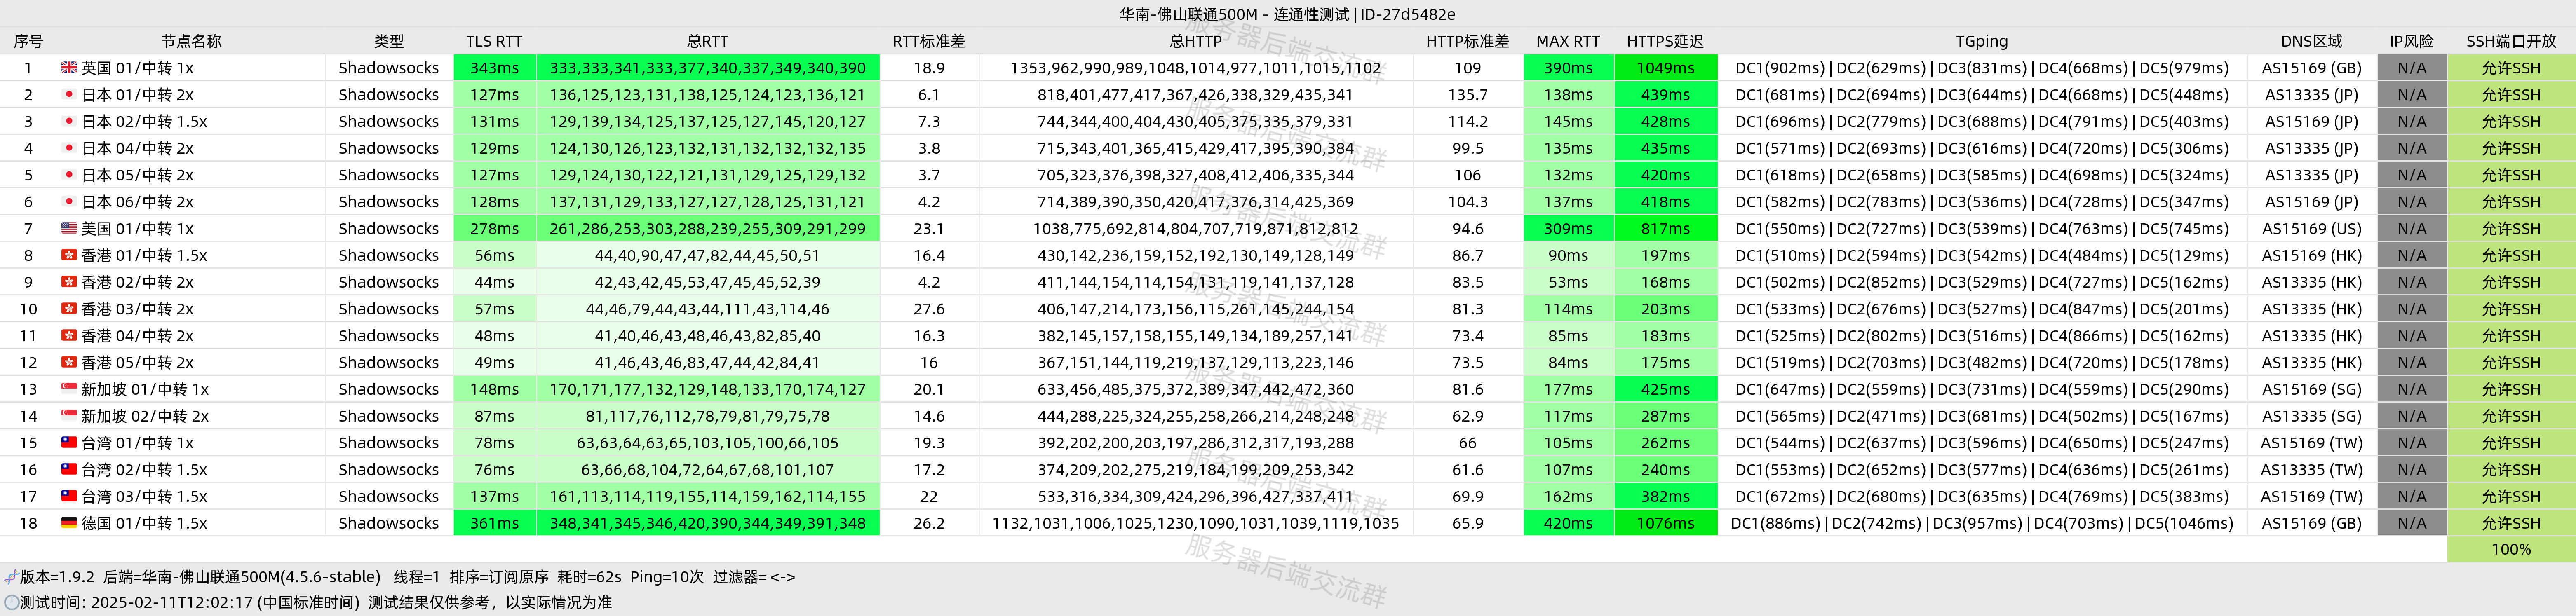 华南-佛山联通500M - 连通性测试 | ID-27d5482e
序号 节点名称 类型 TLS RTT 总RTT RTT标准差 总HTTP HTTP标准差 MAX RTT HTTPS延迟 TGping DNS区域 IP风险 SSH端口开放
1 英国 01/中转 1x Shadowsocks 343ms 333,333,341,333,377,340,337,349,340,390 18.9 1353,962,990,989,1048,1014,977,1011,1015,1102 109 390ms 1049ms DC1(902ms) | DC2(629ms) | DC3(831ms) | DC4(668ms) | DC5(979ms) AS15169 (GB) N/A 允许SSH
2 日本 01/中转 2x Shadowsocks 127ms 136,125,123,131,138,125,124,123,136,121 6.1 818,401,477,417,367,426,338,329,435,341 135.7 138ms 439ms DC1(681ms) | DC2(694ms) | DC3(644ms) | DC4(668ms) | DC5(448ms) AS13335 (JP) N/A 允许SSH
3 日本 02/中转 1.5x Shadowsocks 131ms 129,139,134,125,137,125,127,145,120,127 7.3 744,344,400,404,430,405,375,335,379,331 114.2 145ms 428ms DC1(696ms) | DC2(779ms) | DC3(688ms) | DC4(791ms) | DC5(403ms) AS15169 (JP) N/A 允许SSH
4 日本 04/中转 2x Shadowsocks 129ms 124,130,126,123,132,131,132,132,132,135 3.8 715,343,401,365,415,429,417,395,390,384 99.5 135ms 435ms DC1(571ms) | DC2(693ms) | DC3(616ms) | DC4(720ms) | DC5(306ms) AS13335 (JP) N/A 允许SSH
5 日本 05/中转 2x Shadowsocks 127ms 129,124,130,122,121,131,129,125,129,132 3.7 705,323,376,398,327,408,412,406,335,344 106 132ms 420ms DC1(618ms) | DC2(658ms) | DC3(585ms) | DC4(698ms) | DC5(324ms) AS13335 (JP) N/A 允许SSH
6 日本 06/中转 2x Shadowsocks 128ms 137,131,129,133,127,127,128,125,131,121 4.2 714,389,390,350,420,417,376,314,425,369 104.3 137ms 418ms DC1(582ms) | DC2(783ms) | DC3(536ms) | DC4(728ms) | DC5(347ms) AS15169 (JP) N/A 允许SSH
7 美国 01/中转 1x Shadowsocks 278ms 261,286,253,303,288,239,255,309,291,299 23.1 1038,775,692,814,804,707,719,871,812,812 94.6 309ms 817ms DC1(550ms) | DC2(727ms) | DC3(539ms) | DC4(763ms) | DC5(745ms) AS15169 (US) N/A 允许SSH
8 香港 01/中转 1.5x Shadowsocks 56ms 44,40,90,47,47,82,44,45,50,51 16.4 430,142,236,159,152,192,130,149,128,149 86.7 90ms 197ms DC1(510ms) | DC2(594ms) | DC3(542ms) | DC4(484ms) | DC5(129ms) AS15169 (HK) N/A 允许SSH
9 香港 02/中转 2x Shadowsocks 44ms 42,43,42,45,53,47,45,45,52,39 4.2 411,144,154,114,154,131,119,141,137,128 83.5 53ms 168ms DC1(502ms) | DC2(852ms) | DC3(529ms) | DC4(727ms) | DC5(162ms) AS13335 (HK) N/A 允许SSH
10 香港 03/中转 2x Shadowsocks 57ms 44,46,79,44,43,44,111,43,114,46 27.6 406,147,214,173,156,115,261,145,244,154 81.3 114ms 203ms DC1(533ms) | DC2(676ms) | DC3(527ms) | DC4(847ms) | DC5(201ms) AS13335 (HK) N/A 允许SSH
11 香港 04/中转 2x Shadowsocks 48ms 41,40,46,43,48,46,43,82,85,40 16.3 382,145,157,158,155,149,134,189,257,141 73.4 85ms 183ms DC1(525ms) | DC2(802ms) | DC3(516ms) | DC4(866ms) | DC5(162ms) AS13335 (HK) N/A 允许SSH
12 香港 05/中转 2x Shadowsocks 49ms 41,46,43,46,83,47,44,42,84,41 16 367,151,144,119,219,137,129,113,223,146 73.5 84ms 175ms DC1(519ms) | DC2(703ms) | DC3(482ms) | DC4(720ms) | DC5(178ms) AS13335 (HK) N/A 允许SSH
13 新加坡 01/中转 1x Shadowsocks 148ms 170,171,177,132,129,148,133,170,174,127 20.1 633,456,485,375,372,389,347,442,472,360 81.6 177ms 425ms DC1(647ms) | DC2(559ms) | DC3(731ms) | DC4(559ms) | DC5(290ms) AS15169 (SG) N/A 允许SSH
14 新加坡 02/中转 2x Shadowsocks 87ms 81,117,76,112,78,79,81,79,75,78 14.6 444,288,225,324,255,258,266,214,248,248 62.9 117ms 287ms DC1(565ms) | DC2(471ms) | DC3(681ms) | DC4(502ms) | DC5(167ms) AS13335 (SG) N/A 允许SSH
15 台湾 01/中转 1x Shadowsocks 78ms 63,63,64,63,65,103,105,100,66,105 19.3 392,202,200,203,197,286,312,317,193,288 66 105ms 262ms DC1(544ms) | DC2(637ms) | DC3(596ms) | DC4(650ms) | DC5(247ms) AS15169 (TW) N/A 允许SSH
16 台湾 02/中转 1.5x Shadowsocks 76ms 63,66,68,104,72,64,67,68,101,107 17.2 374,209,202,275,219,184,199,209,253,342 61.6 107ms 240ms DC1(553ms) | DC2(652ms) | DC3(577ms) | DC4(636ms) | DC5(261ms) AS13335 (TW) N/A 允许SSH
17 台湾 03/中转 1.5x Shadowsocks 137ms 161,113,114,119,155,114,159,162,114,155 22 533,316,334,309,424,296,396,427,337,411 69.9 162ms 382ms DC1(672ms) | DC2(680ms) | DC3(635ms) | DC4(769ms) | DC5(383ms) AS15169 (TW) N/A 允许SSH
18 德国 01/中转 1.5x Shadowsocks 361ms 348,341,345,346,420,390,344,349,391,348 26.2 1132,1031,1006,1025,1230,1090,1031,1039,1119,1035 65.9 420ms 1076ms DC1(886ms) | DC2(742ms) | DC3(957ms) | DC4(703ms) | DC5(1046ms) AS15169 (GB) N/A 允许SSH
100%
版本=1.9.2 后端=华南-佛山联通500M(4.5.6-stable) 线程=1 排序=订阅原序 耗时=62s Ping=10次 过滤器= <->
测试时间: 2025-02-11T12:02:17 (中国标准时间) 测试结果仅供参考，以实际情况为准
服务器后端交流群
服务器后端交流群
服务器后端交流群
服务器后端交流群
服务器后端交流群
服务器后端交流群
服务器后端交流群